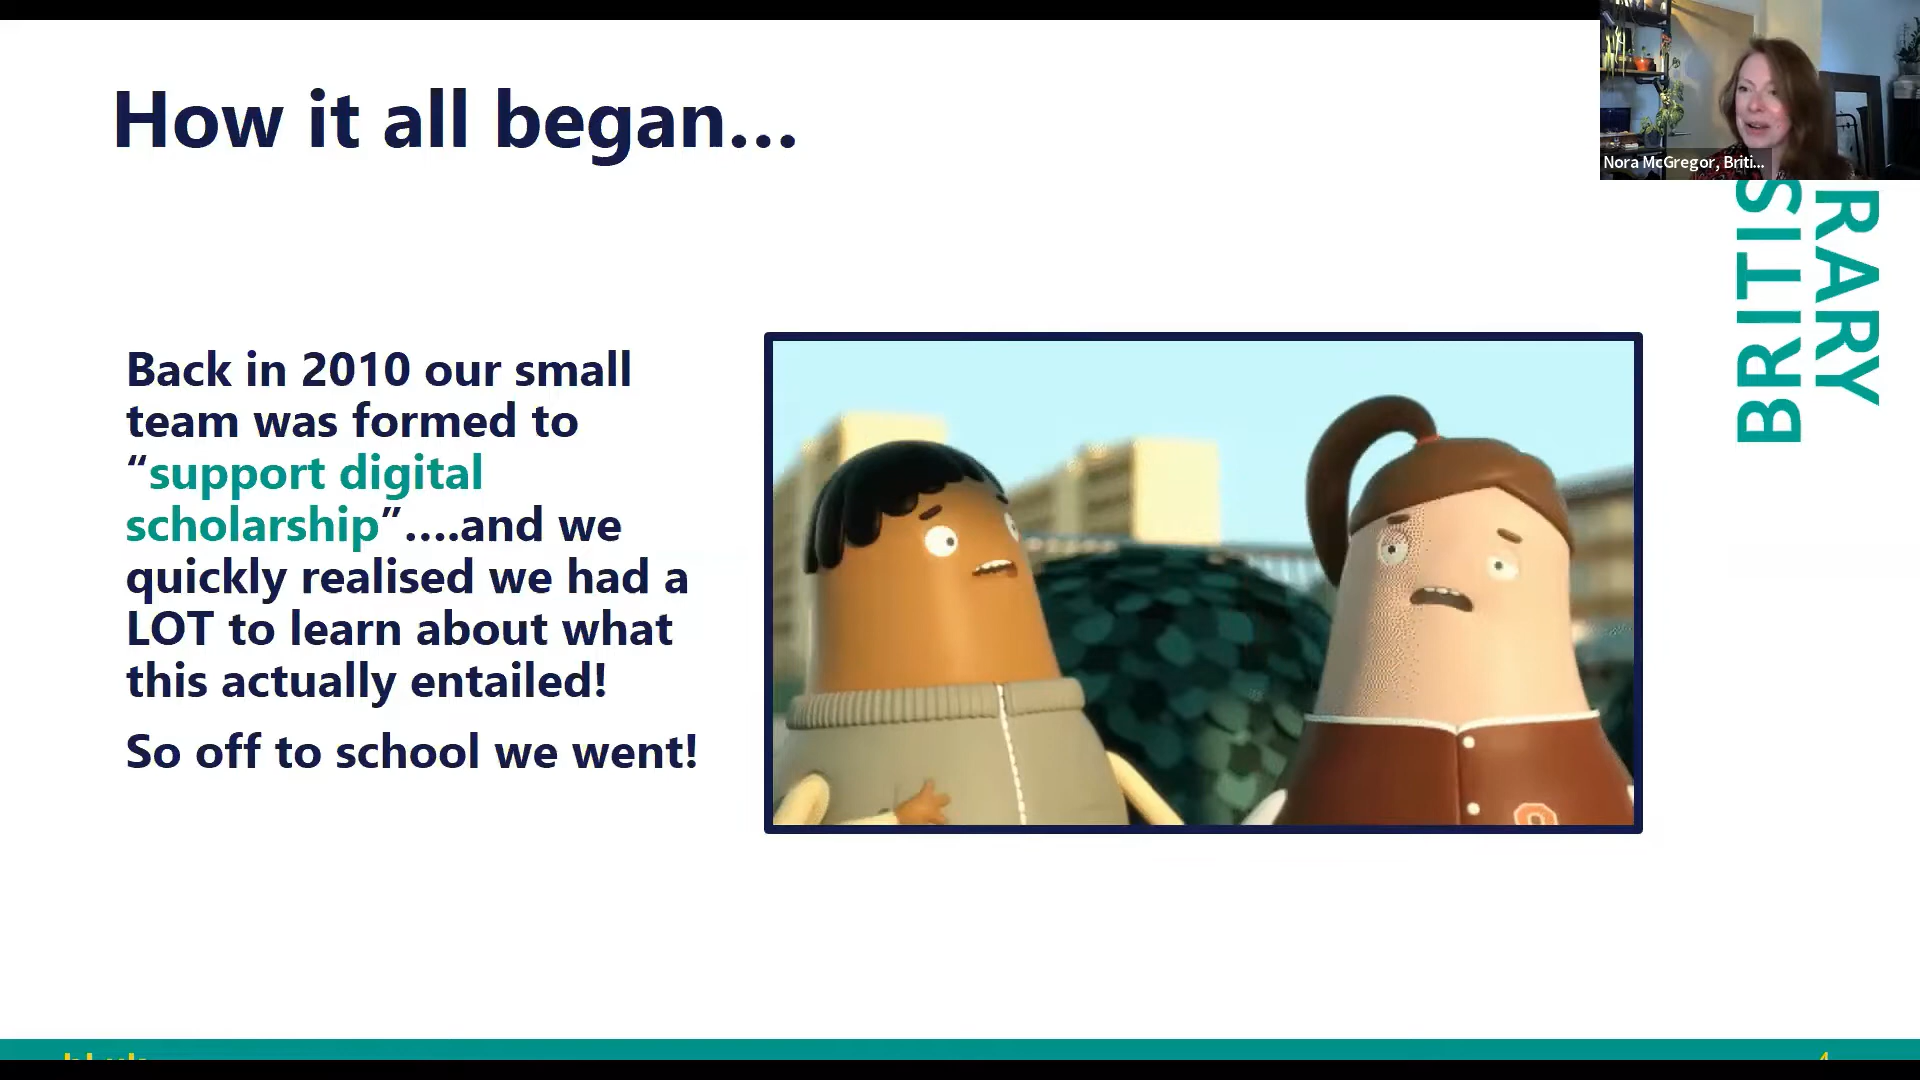 How it all began...
Nora McGregor, Briti...
BRITIS
RARY
Back in 2010 our small
team was formed to
“support digital
scholarship”....and we
quickly realised we had a
LOT to learn about what
this actually entailed!
So off to school we went!
4